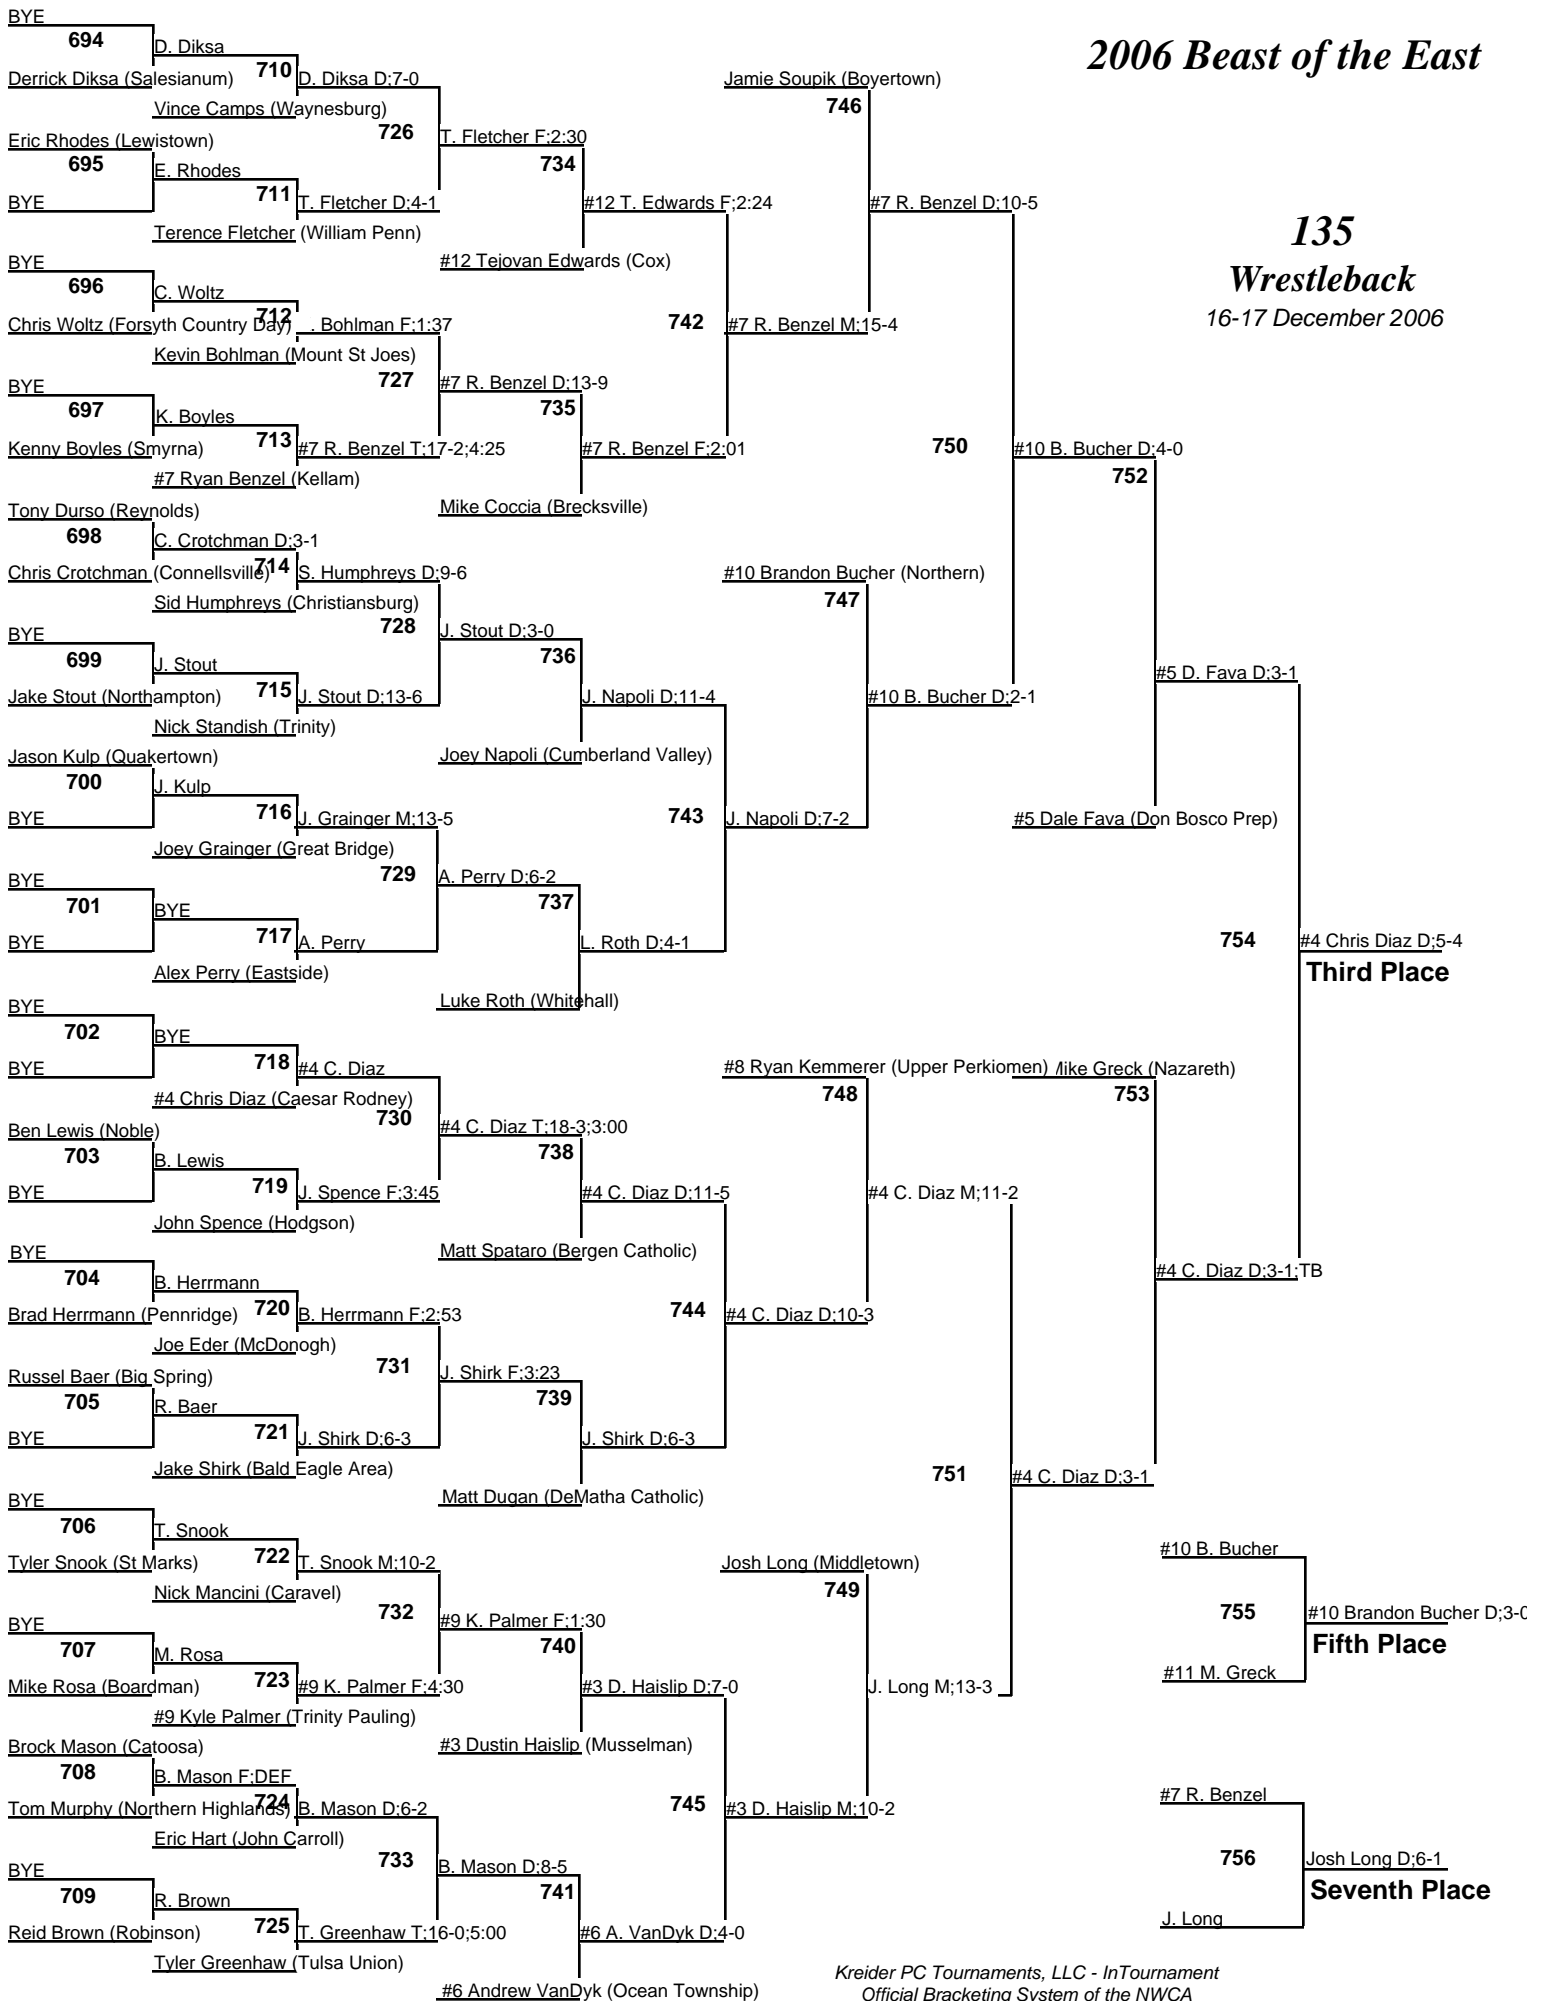 2006 Beast of the East
135
Wrestleback
16-17 December 2006
BYE
694
Derrick Diksa (Salesianum)
Eric Rhodes (Lewistown)
695
BYE
BYE
696
Chris Woltz (Forsyth Country Day)
BYE
697
Kenny Boyles (Smyrna)
Tony Durso (Reynolds)
698
Chris Crotchman (Connellsville)
BYE
699
Jake Stout (Northampton)
Jason Kulp (Quakertown)
700
BYE
BYE
701
BYE
BYE
702
BYE
Ben Lewis (Noble)
703
BYE
BYE
704
Brad Herrmann (Pennridge)
Russel Baer (Big Spring)
705
BYE
BYE
706
Tyler Snook (St Marks)
BYE
707
Mike Rosa (Boardman)
Brock Mason (Catoosa)
708
Tom Murphy (Northern Highlands)
BYE
709
Reid Brown (Robinson)
D. Diksa
710
Vince Camps (Waynesburg)
E. Rhodes
711
Terence Fletcher (William Penn)
C. Woltz
712
Kevin Bohlman (Mount St Joes)
K. Boyles
713
#7 Ryan Benzel (Kellam)
C. Crotchman D;3-1
714
Sid Humphreys (Christiansburg)
J. Stout
715
Nick Standish (Trinity)
J. Kulp
716
Joey Grainger (Great Bridge)
BYE
717
Alex Perry (Eastside)
BYE
718
#4 Chris Diaz (Caesar Rodney)
B. Lewis
719
John Spence (Hodgson)
B. Herrmann
720
Joe Eder (McDonogh)
R. Baer
721
Jake Shirk (Bald Eagle Area)
T. Snook
722
Nick Mancini (Caravel)
M. Rosa
723
#9 Kyle Palmer (Trinity Pauling)
B. Mason F;DEF
724
Eric Hart (John Carroll)
R. Brown
725
Tyler Greenhaw (Tulsa Union)
D. Diksa D;7-0
726
T. Fletcher D;4-1
. Bohlman F;1:37
727
#7 R. Benzel T;17-2;4:25
S. Humphreys D;9-6
728
J. Stout D;13-6
J. Grainger M;13-5
729
A. Perry
#4 C. Diaz
730
J. Spence F;3:45
B. Herrmann F;2:53
731
J. Shirk D;6-3
T. Snook M;10-2
732
#9 K. Palmer F;4:30
B. Mason D;6-2
733
T. Greenhaw T;16-0;5:00
T. Fletcher F;2:30
734
#12 Tejovan Edwards (Cox)
#7 R. Benzel D;13-9
735
Mike Coccia (Brecksville)
J. Stout D;3-0
736
Joey Napoli (Cumberland Valley)
A. Perry D;6-2
737
Luke Roth (Whitehall)
#4 C. Diaz T;18-3;3:00
738
Matt Spataro (Bergen Catholic)
J. Shirk F;3:23
739
Matt Dugan (DeMatha Catholic)
#9 K. Palmer F;1:30
740
#3 Dustin Haislip (Musselman)
B. Mason D;8-5
741
#6 Andrew VanDyk (Ocean Township)
#12 T. Edwards F;2:24
742
#7 R. Benzel F;2:01
J. Napoli D;11-4
743
L. Roth D;4-1
#4 C. Diaz D;11-5
744
J. Shirk D;6-3
#3 D. Haislip D;7-0
745
#6 A. VanDyk D;4-0
Jamie Soupik (Boyertown)
746
#7 R. Benzel M;15-4
#10 Brandon Bucher (Northern)
747
J. Napoli D;7-2
#8 Ryan Kemmerer (Upper Perkiomen)
748
#4 C. Diaz D;10-3
Josh Long (Middletown)
749
#3 D. Haislip M;10-2
#7 R. Benzel D;10-5
750
#10 B. Bucher D;2-1
#4 C. Diaz M;11-2
751
J. Long M;13-3
#10 B. Bucher D;4-0
752
#5 Dale Fava (Don Bosco Prep)
Mike Greck (Nazareth)
753
#4 C. Diaz D;3-1
#5 D. Fava D;3-1
754
#4 C. Diaz D;3-1;TB
#4 Chris Diaz D;5-4
Third Place
#10 B. Bucher
755
#11 M. Greck
#10 Brandon Bucher D;3-0
Fifth Place
#7 R. Benzel
756
J. Long
Josh Long D;6-1
Seventh Place
Kreider PC Tournaments, LLC - InTournament
Official Bracketing System of the NWCA